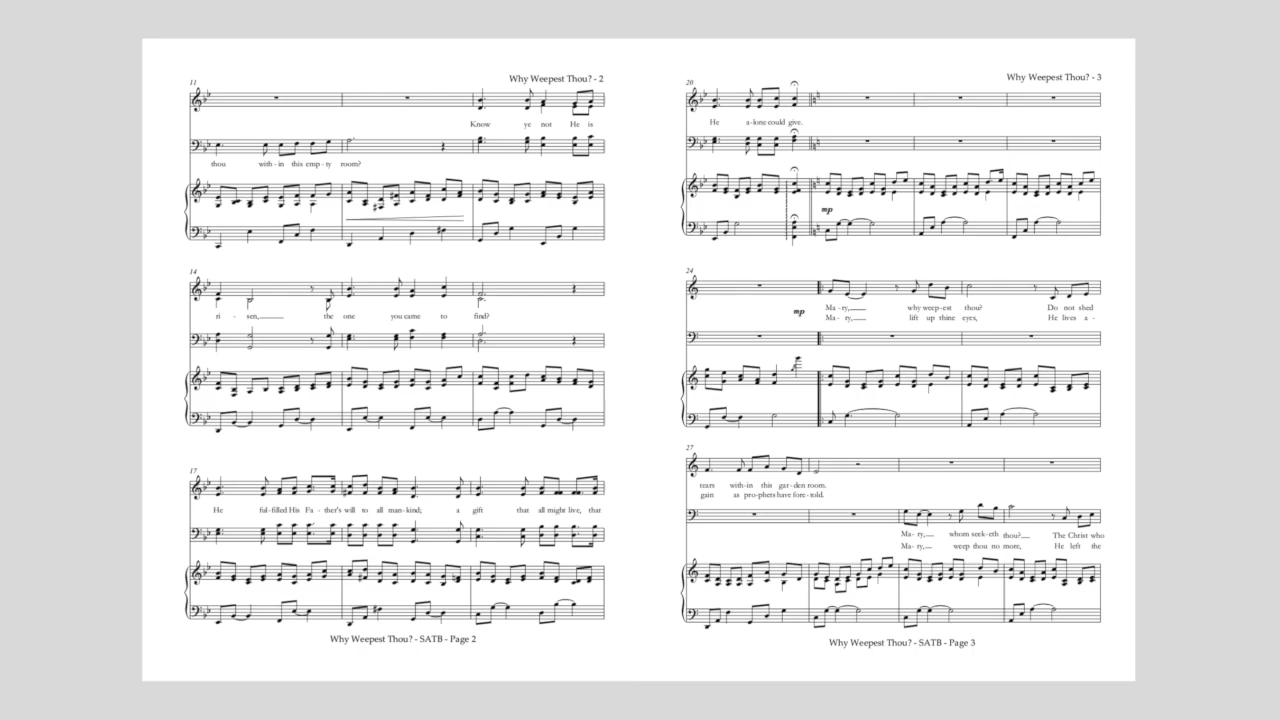 Why Weepest Thou? - 2
11
Know ye not He is
thou with - in this emp - ty room?
14
ri - sen, the one you came to find?
17
He ful - filled His Fa - ther's will to all man - kind; a gift that all might live, that
Why Weepest Thou? - SATB - Page 2
Why Weepest Thou? - 3
20
He a - lone could give.
mp
24
mp
Ma - ry, why weep - est thou? Do not shed
Ma - ry, lift up thine eyes, He lives a -
27
tears with - in this gar - den room.
gain as pro - phets have fore - told.
Ma - ry, whom seek - eth thou? The Christ who
Ma - ry, weep thou no more, He left the
Why Weepest Thou? - SATB - Page 3